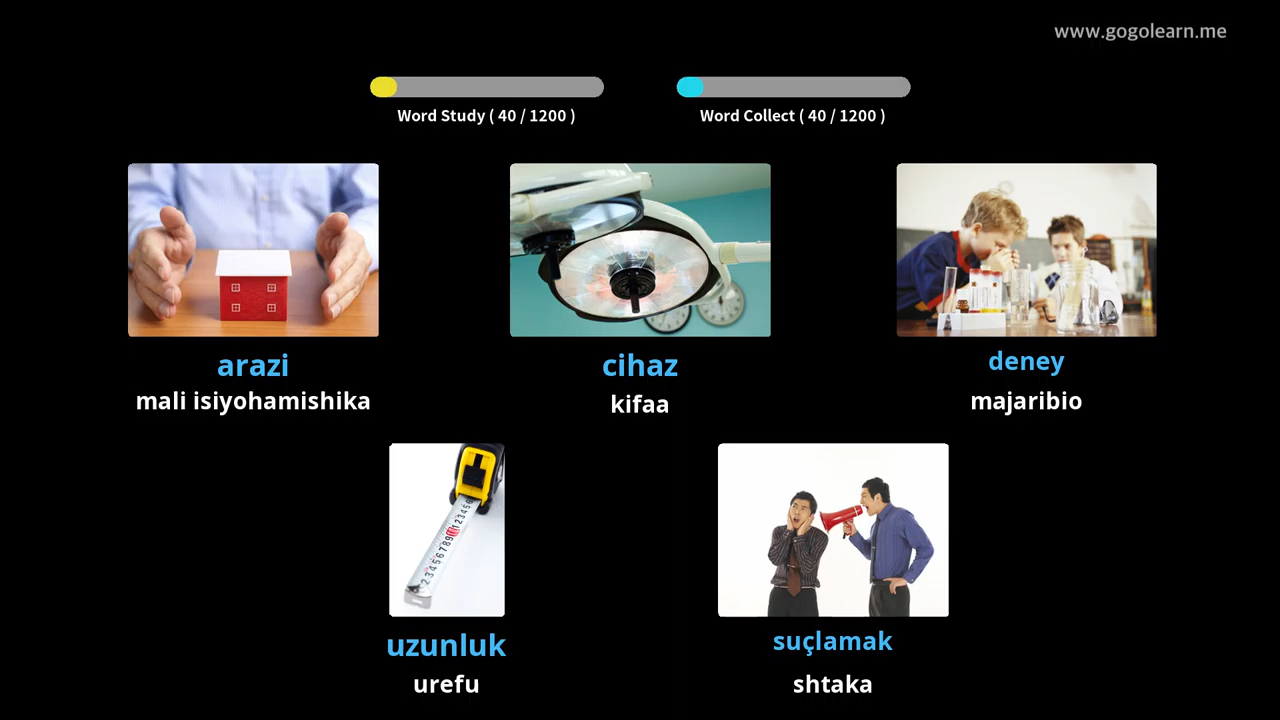 www.gogolearn.me
Word Study ( 40 / 1200 )
Word Collect ( 40 / 1200 )
arazi
mali isiyohamishika
cihaz
kifaa
deney
majaribio
uzunluk
urefu
suçlamak
shtaka